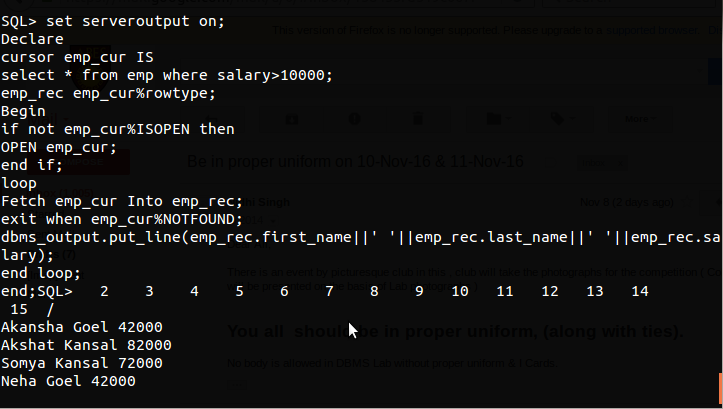 SQL> set serveroutput on;
This version of Firefox is no longer supported. Please upgrade to a supported browser.
Declare
cursor emp_cur IS
select * from emp where salary>10000;
emp_rec emp_cur%rowtype;
Begin
if not emp_cur%ISOPEN then
OPEN emp_cur;
end if;
Be in proper uniform on 10-Nov-16 & 11-Nov-16
loop
Fetch emp_cur Into emp_rec;
Singh
Nov 8 (2 days ago)
exit when emp_cur%NOTFOUND;
dbms_output.put_line(emp_rec.first_name||' '||emp_rec.last_name||' '||emp_rec.sa
lary);
end loop;
There is an event by picturesque club in this , club will take the photographs for the competition
end;SQL> 2 3 4 5 6 7 8 9 10 11 12 13 14
15 /
Akansha Goel 42000
You all should be in proper uniform, (along with ties).
Akshat Kansal 82000
Somya Kansal 72000
No body is allowed in DBMS Lab without proper uniform & I Cards
Neha Goel 42000